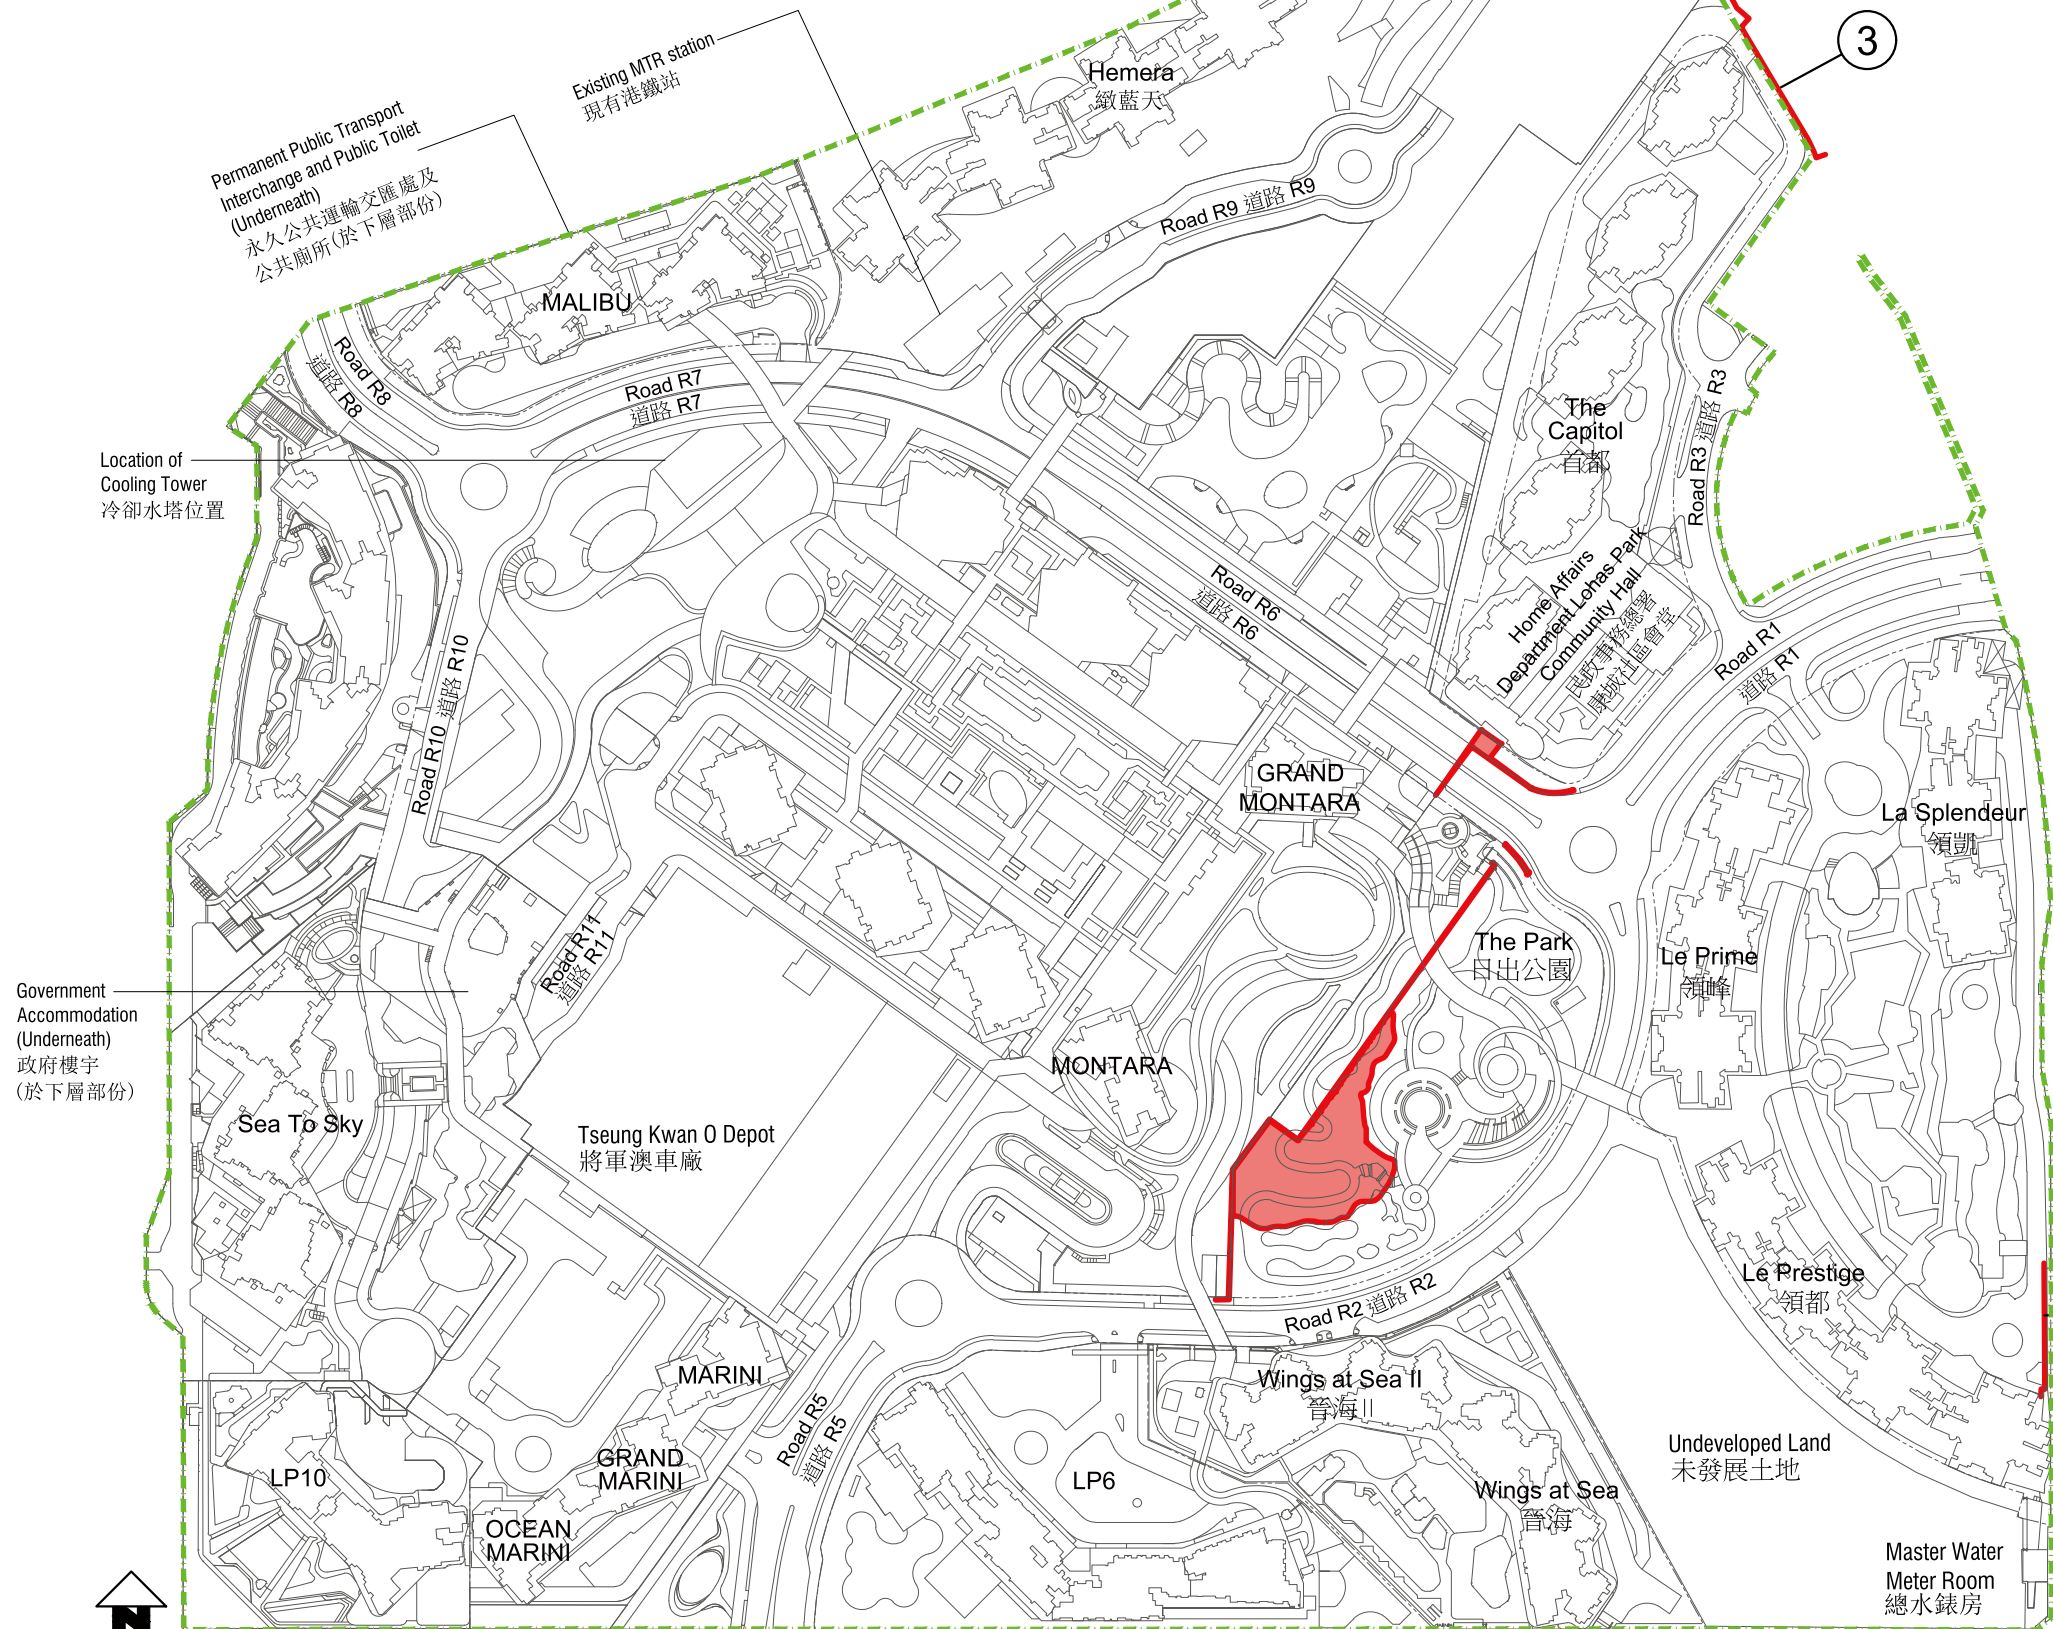 Existing MTR station
現有港鐵站
3
Hemera
緻藍天
Permanent Public Transport
Interchange and Public Toilet
(Underneath)
永久公共運輸交匯處及
公共廁所(於下層部份)
Road R9 道路 R9
MALIBU
Road R8
道路 R8
Road R7
道路 R7
The
Capitol
首都
Road R3 道路 R3
Location of
Cooling Tower
冷卻水塔位置
Road R6
道路 R6
Home Affairs
Department Lohas Park
Community Hall
民政事務總署
康城社區會堂
Road R1
道路 R1
Road R10 道路 R10
GRAND
MONTARA
La Splendeur
領凱
The Park
日出公園
Le Prime
領峰
Road R11
道路 R11
Government
Accommodation
(Underneath)
政府樓宇
(於下層部份)
MONTARA
Sea To Sky
Tseung Kwan O Depot
將軍澳車廠
Le Prestige
領都
Road R2 道路 R2
MARINI
Wings at Sea II
晉海II
Road R5
道路 R5
GRAND
MARINI
LP10
LP6
Undeveloped Land
未發展土地
Wings at Sea
晉海
OCEAN
MARINI
Master Water
Meter Room
總水錶房
N